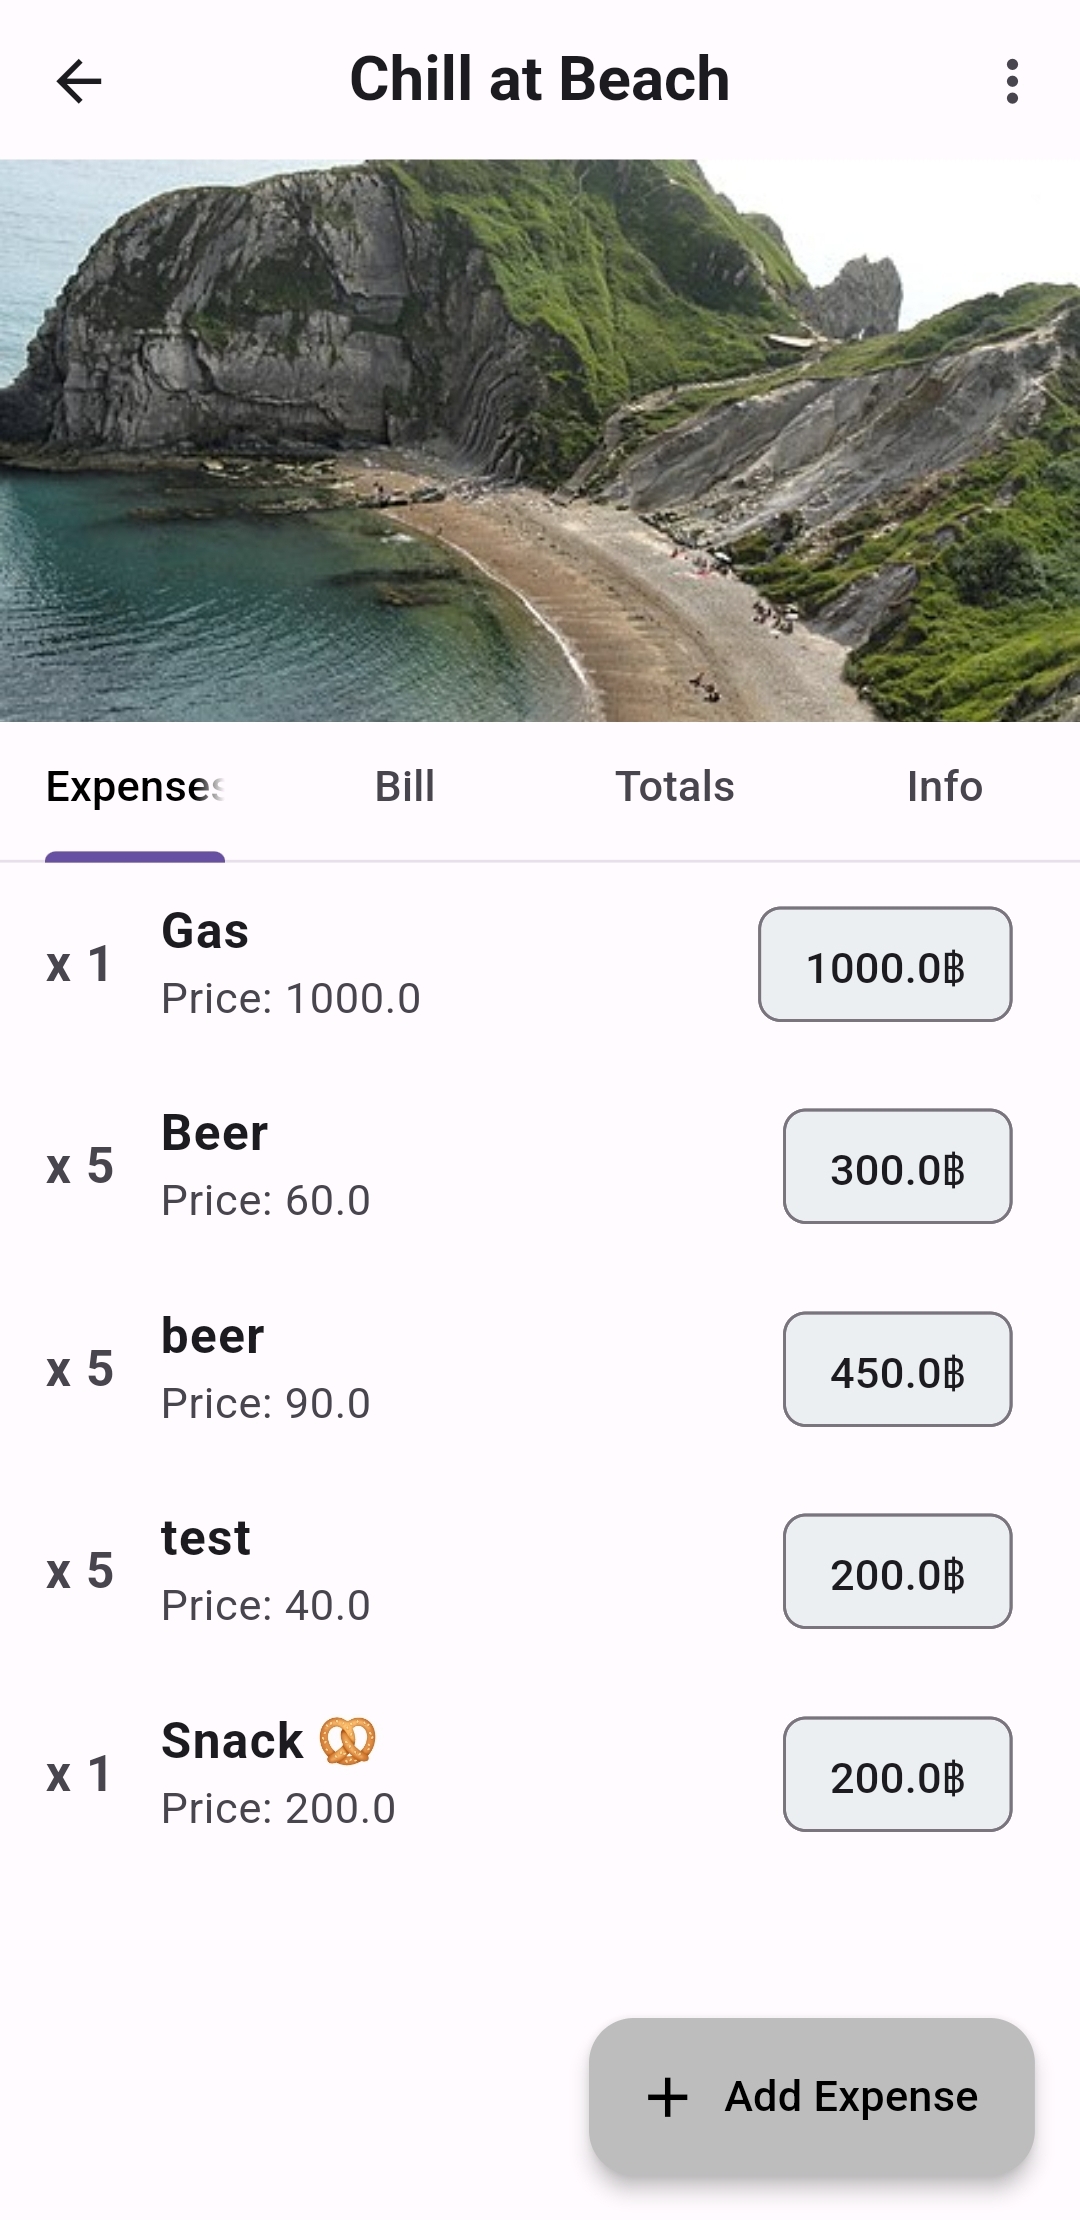 Chill at Beach
Expenses Bill Totals Info
x 1 Gas 1000.0฿
Price: 1000.0
x 5 Beer 300.0฿
Price: 60.0
x 5 beer 450.0฿
Price: 90.0
x 5 test 200.0฿
Price: 40.0
x 1 Snack 🥨 200.0฿
Price: 200.0
+ Add Expense